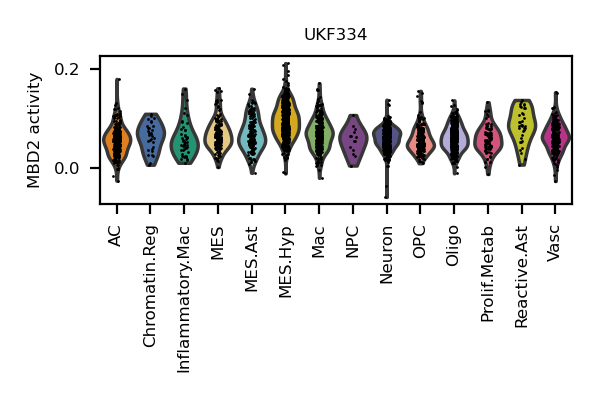 UKF334
MBD2 activity
0.2
0.0
AC
Chromatin.Reg
Inflammatory.Mac
MES
MES.Ast
MES.Hyp
Mac
NPC
Neuron
OPC
Oligo
Prolif.Metab
Reactive.Ast
Vasc